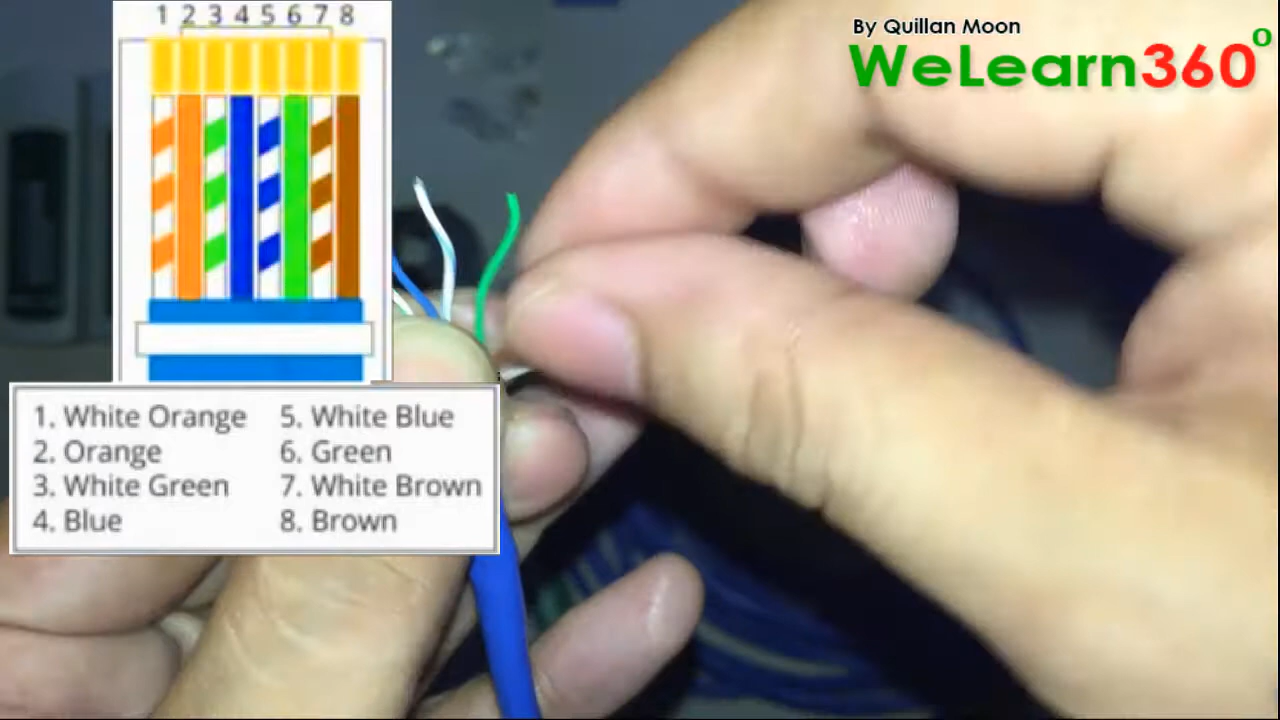 1 2 3 4 5 6 7 8
By Quillan Moon
WeLearn360°
1. White Orange
2. Orange
3. White Green
4. Blue
5. White Blue
6. Green
7. White Brown
8. Brown